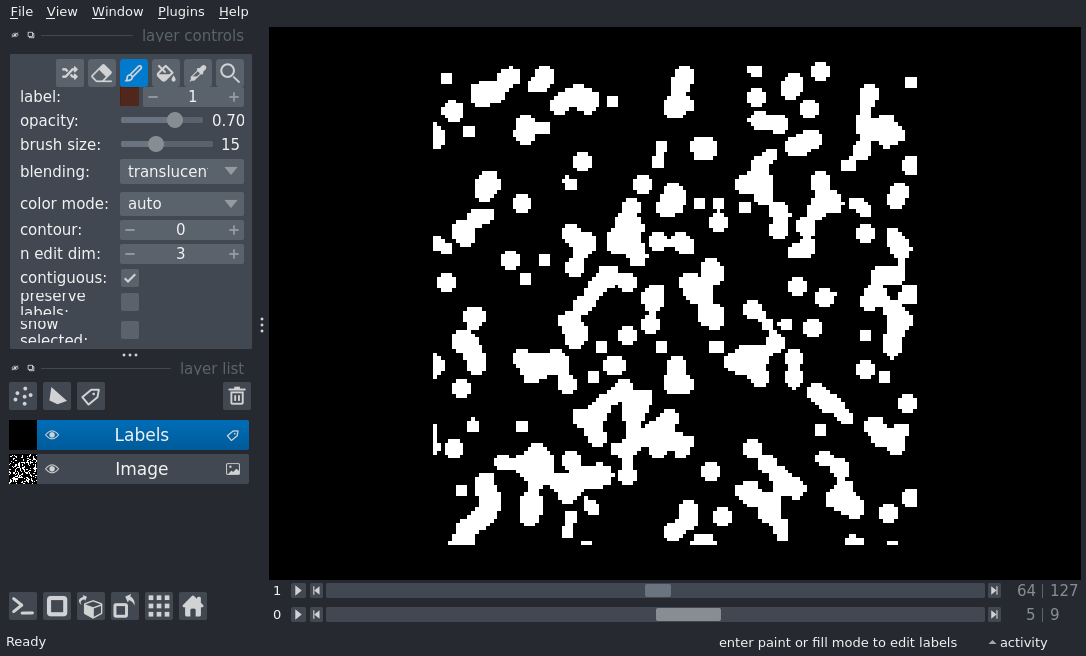 File View Window Plugins Help
layer controls
label: 1
opacity: 0.70
brush size: 15
blending: translucen
color mode: auto
contour: 0
n edit dim: 3
contiguous:
preserve
labels:
show
selected:
layer list
Labels
Image
1 64 127
0 5 9
Ready enter paint or fill mode to edit labels activity